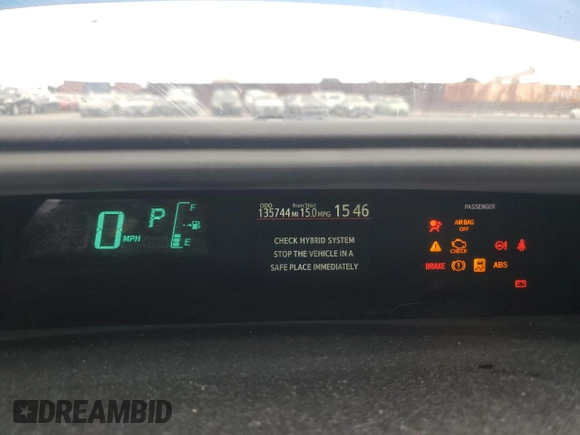 ODO From Start
135744 MI 15.0 MPG 15 46
PASSENGER
0 MPH P F
E
CHECK HYBRID SYSTEM
STOP THE VEHICLE IN A
SAFE PLACE IMMEDIATELY
AIR BAG
OFF
CHECK
BRAKE ABS
DREAMBID